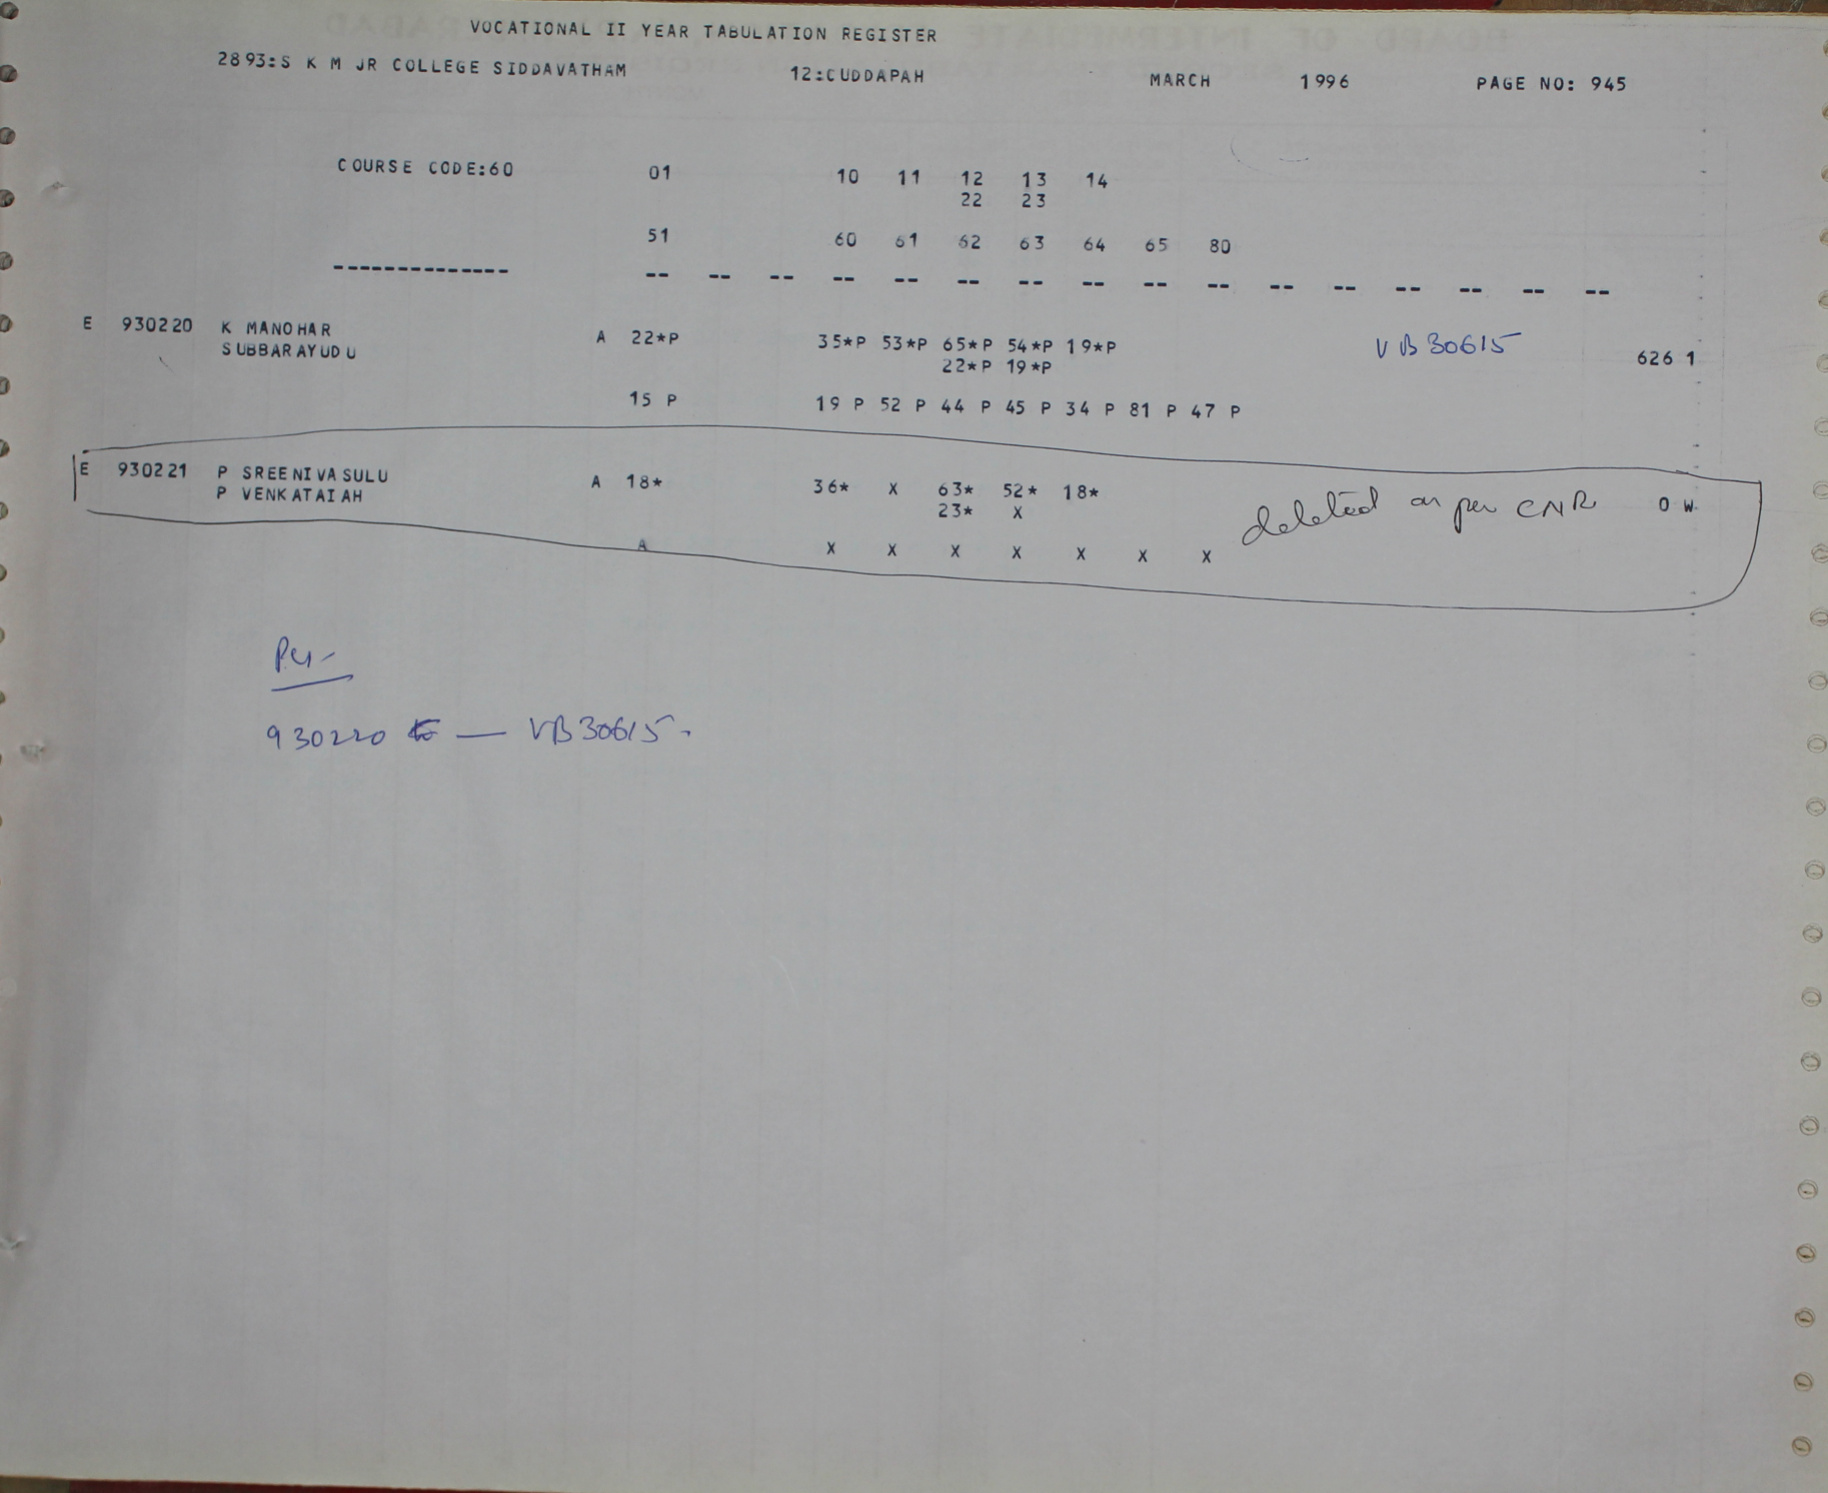 VOCATIONAL II YEAR TABULATION REGISTER
2893:S K M JR COLLEGE SIDDAVATHAM 12:CUDDAPAH MARCH 1996 PAGE NO: 945
COURSE CODE:60 01 10 11 12 13 14
22 23
51 60 61 62 63 64 65 80
-------------- -- -- -- -- -- -- -- -- -- -- -- -- -- -- -- --
E 930220 K MANOHAR A 22*P 35*P 53*P 65*P 54*P 19*P VB30615 626 1
SUBBARAYUDU 22*P 19*P
15 P 19 P 52 P 44 P 45 P 34 P 81 P 47 P
E 930221 P SREENIVASULU A 18* 36* X 63* 52* 18* deleted as per CNR 0 W
P VENKATAIAH 23* X
A X X X X X X X
930220 — VB30615.